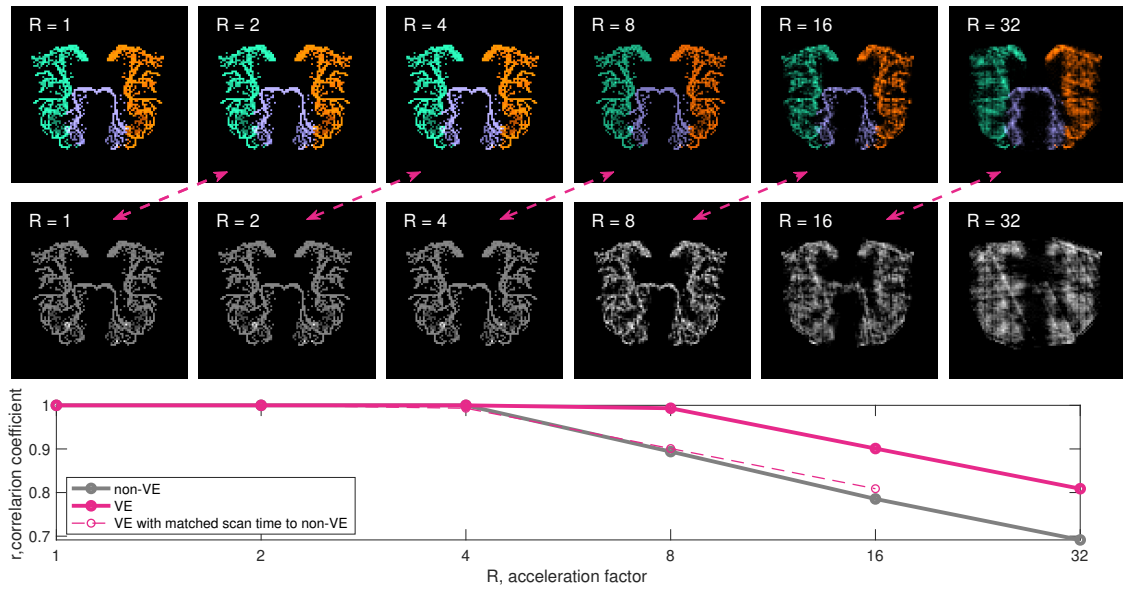 R = 1
R = 2
R = 4
R = 8
R = 16
R = 32
R = 1
R = 2
R = 4
R = 8
R = 16
R = 32
r,correlarion coefficient
1
0.9
0.8
0.7
non-VE
VE
VE with matched scan time to non-VE
1
2
4
8
16
32
R, acceleration factor